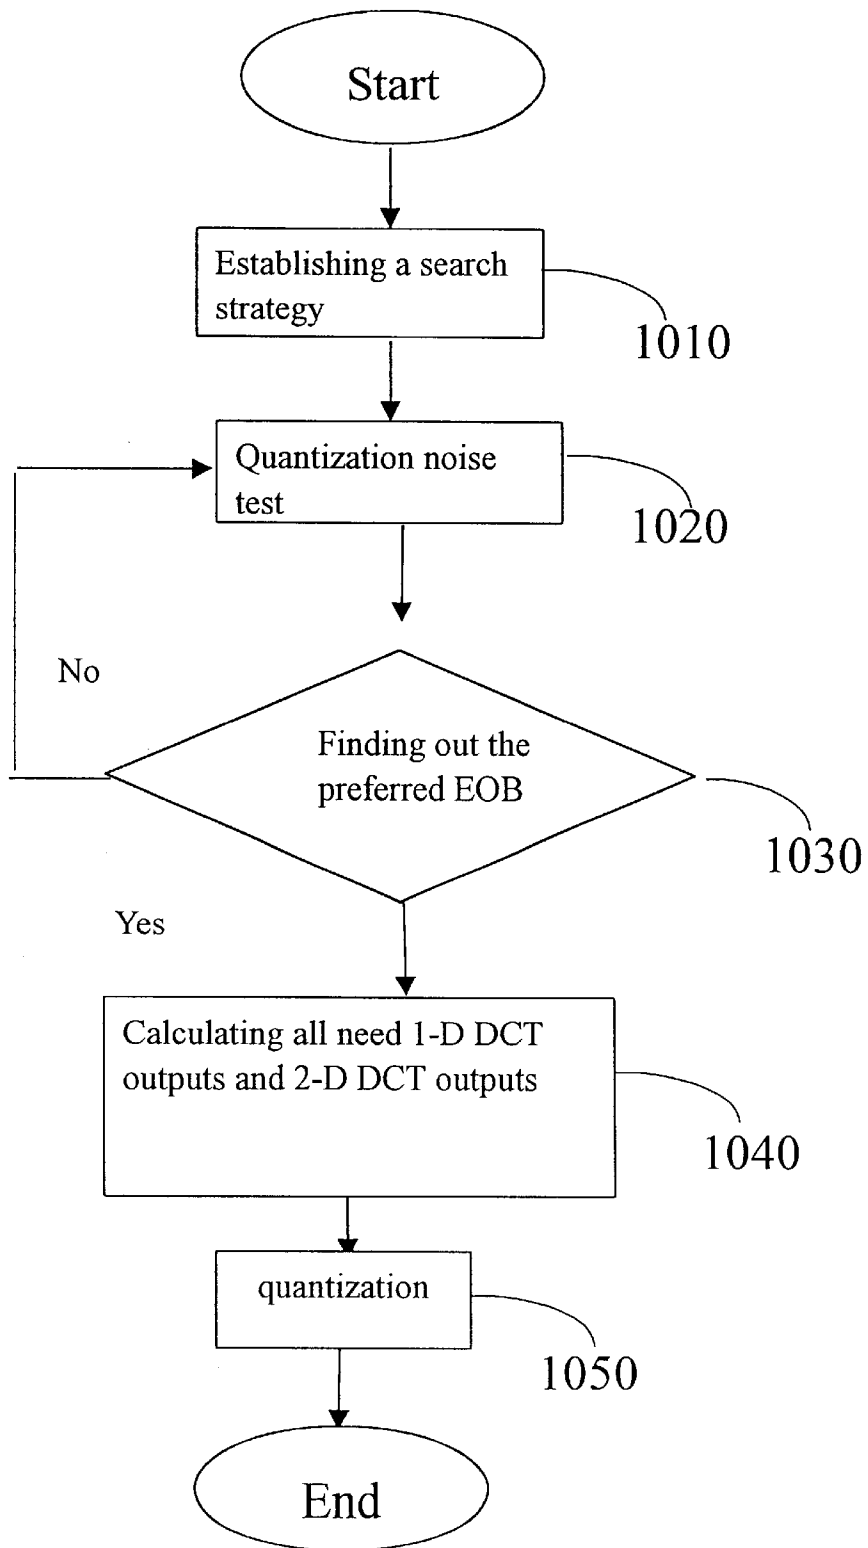 Start
Establishing a search
strategy
1010
Quantization noise
test
1020
No
Finding out the
preferred EOB
1030
Yes
Calculating all need 1-D DCT
outputs and 2-D DCT outputs
1040
quantization
1050
End